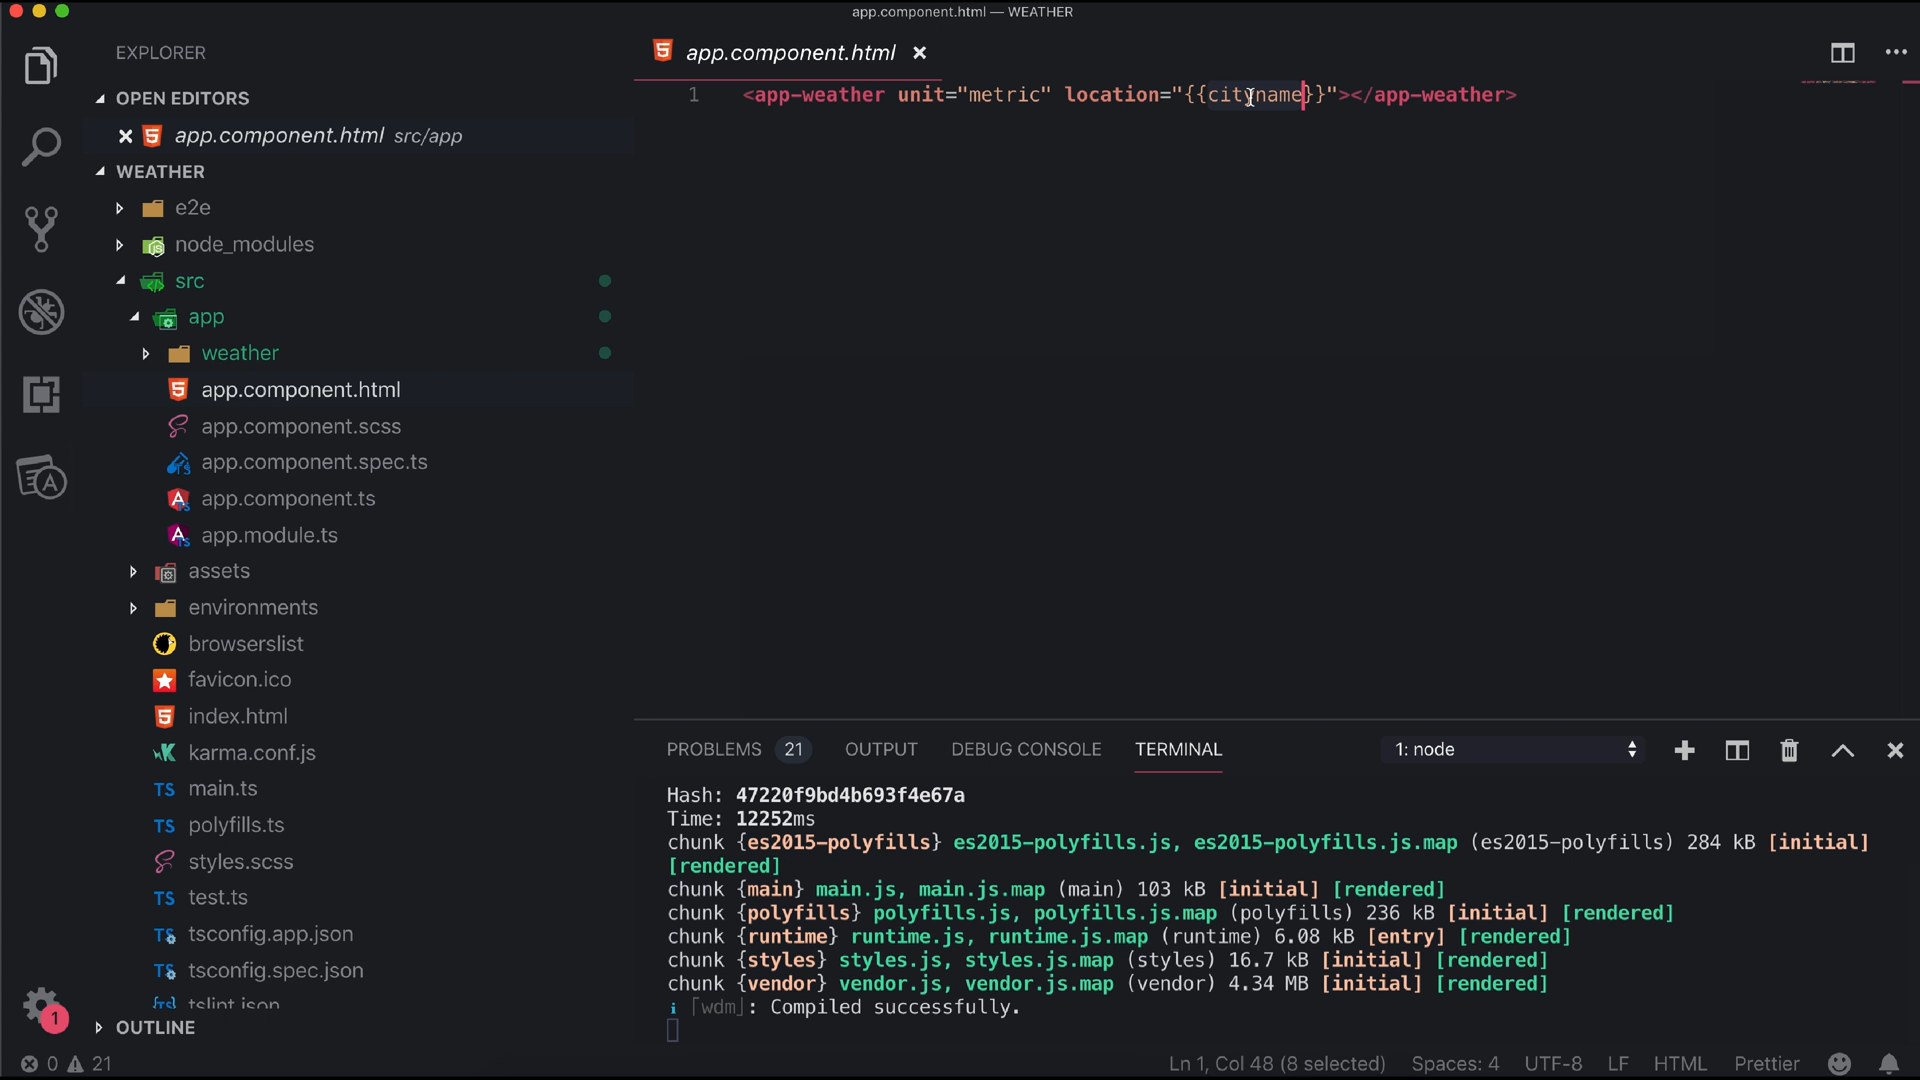 app.component.html — WEATHER
EXPLORER
OPEN EDITORS
app.component.html src/app
WEATHER
e2e
node_modules
src
app
weather
app.component.html
app.component.scss
app.component.spec.ts
app.component.ts
app.module.ts
assets
environments
browserslist
favicon.ico
index.html
karma.conf.js
main.ts
polyfills.ts
styles.scss
test.ts
tsconfig.app.json
tsconfig.spec.json
tslint.json
OUTLINE
1
app.component.html
1 <app-weather unit="metric" location="{{cityname}}"></app-weather>
PROBLEMS 21 OUTPUT DEBUG CONSOLE TERMINAL 1: node
Hash: 47220f9bd4b693f4e67a
Time: 12252ms
chunk {es2015-polyfills} es2015-polyfills.js, es2015-polyfills.js.map (es2015-polyfills) 284 kB [initial]
[rendered]
chunk {main} main.js, main.js.map (main) 103 kB [initial] [rendered]
chunk {polyfills} polyfills.js, polyfills.js.map (polyfills) 236 kB [initial] [rendered]
chunk {runtime} runtime.js, runtime.js.map (runtime) 6.08 kB [entry] [rendered]
chunk {styles} styles.js, styles.js.map (styles) 16.7 kB [initial] [rendered]
chunk {vendor} vendor.js, vendor.js.map (vendor) 4.34 MB [initial] [rendered]
i ｢wdm｣: Compiled successfully.
0 21 Ln 1, Col 48 (8 selected) Spaces: 4 UTF-8 LF HTML Prettier